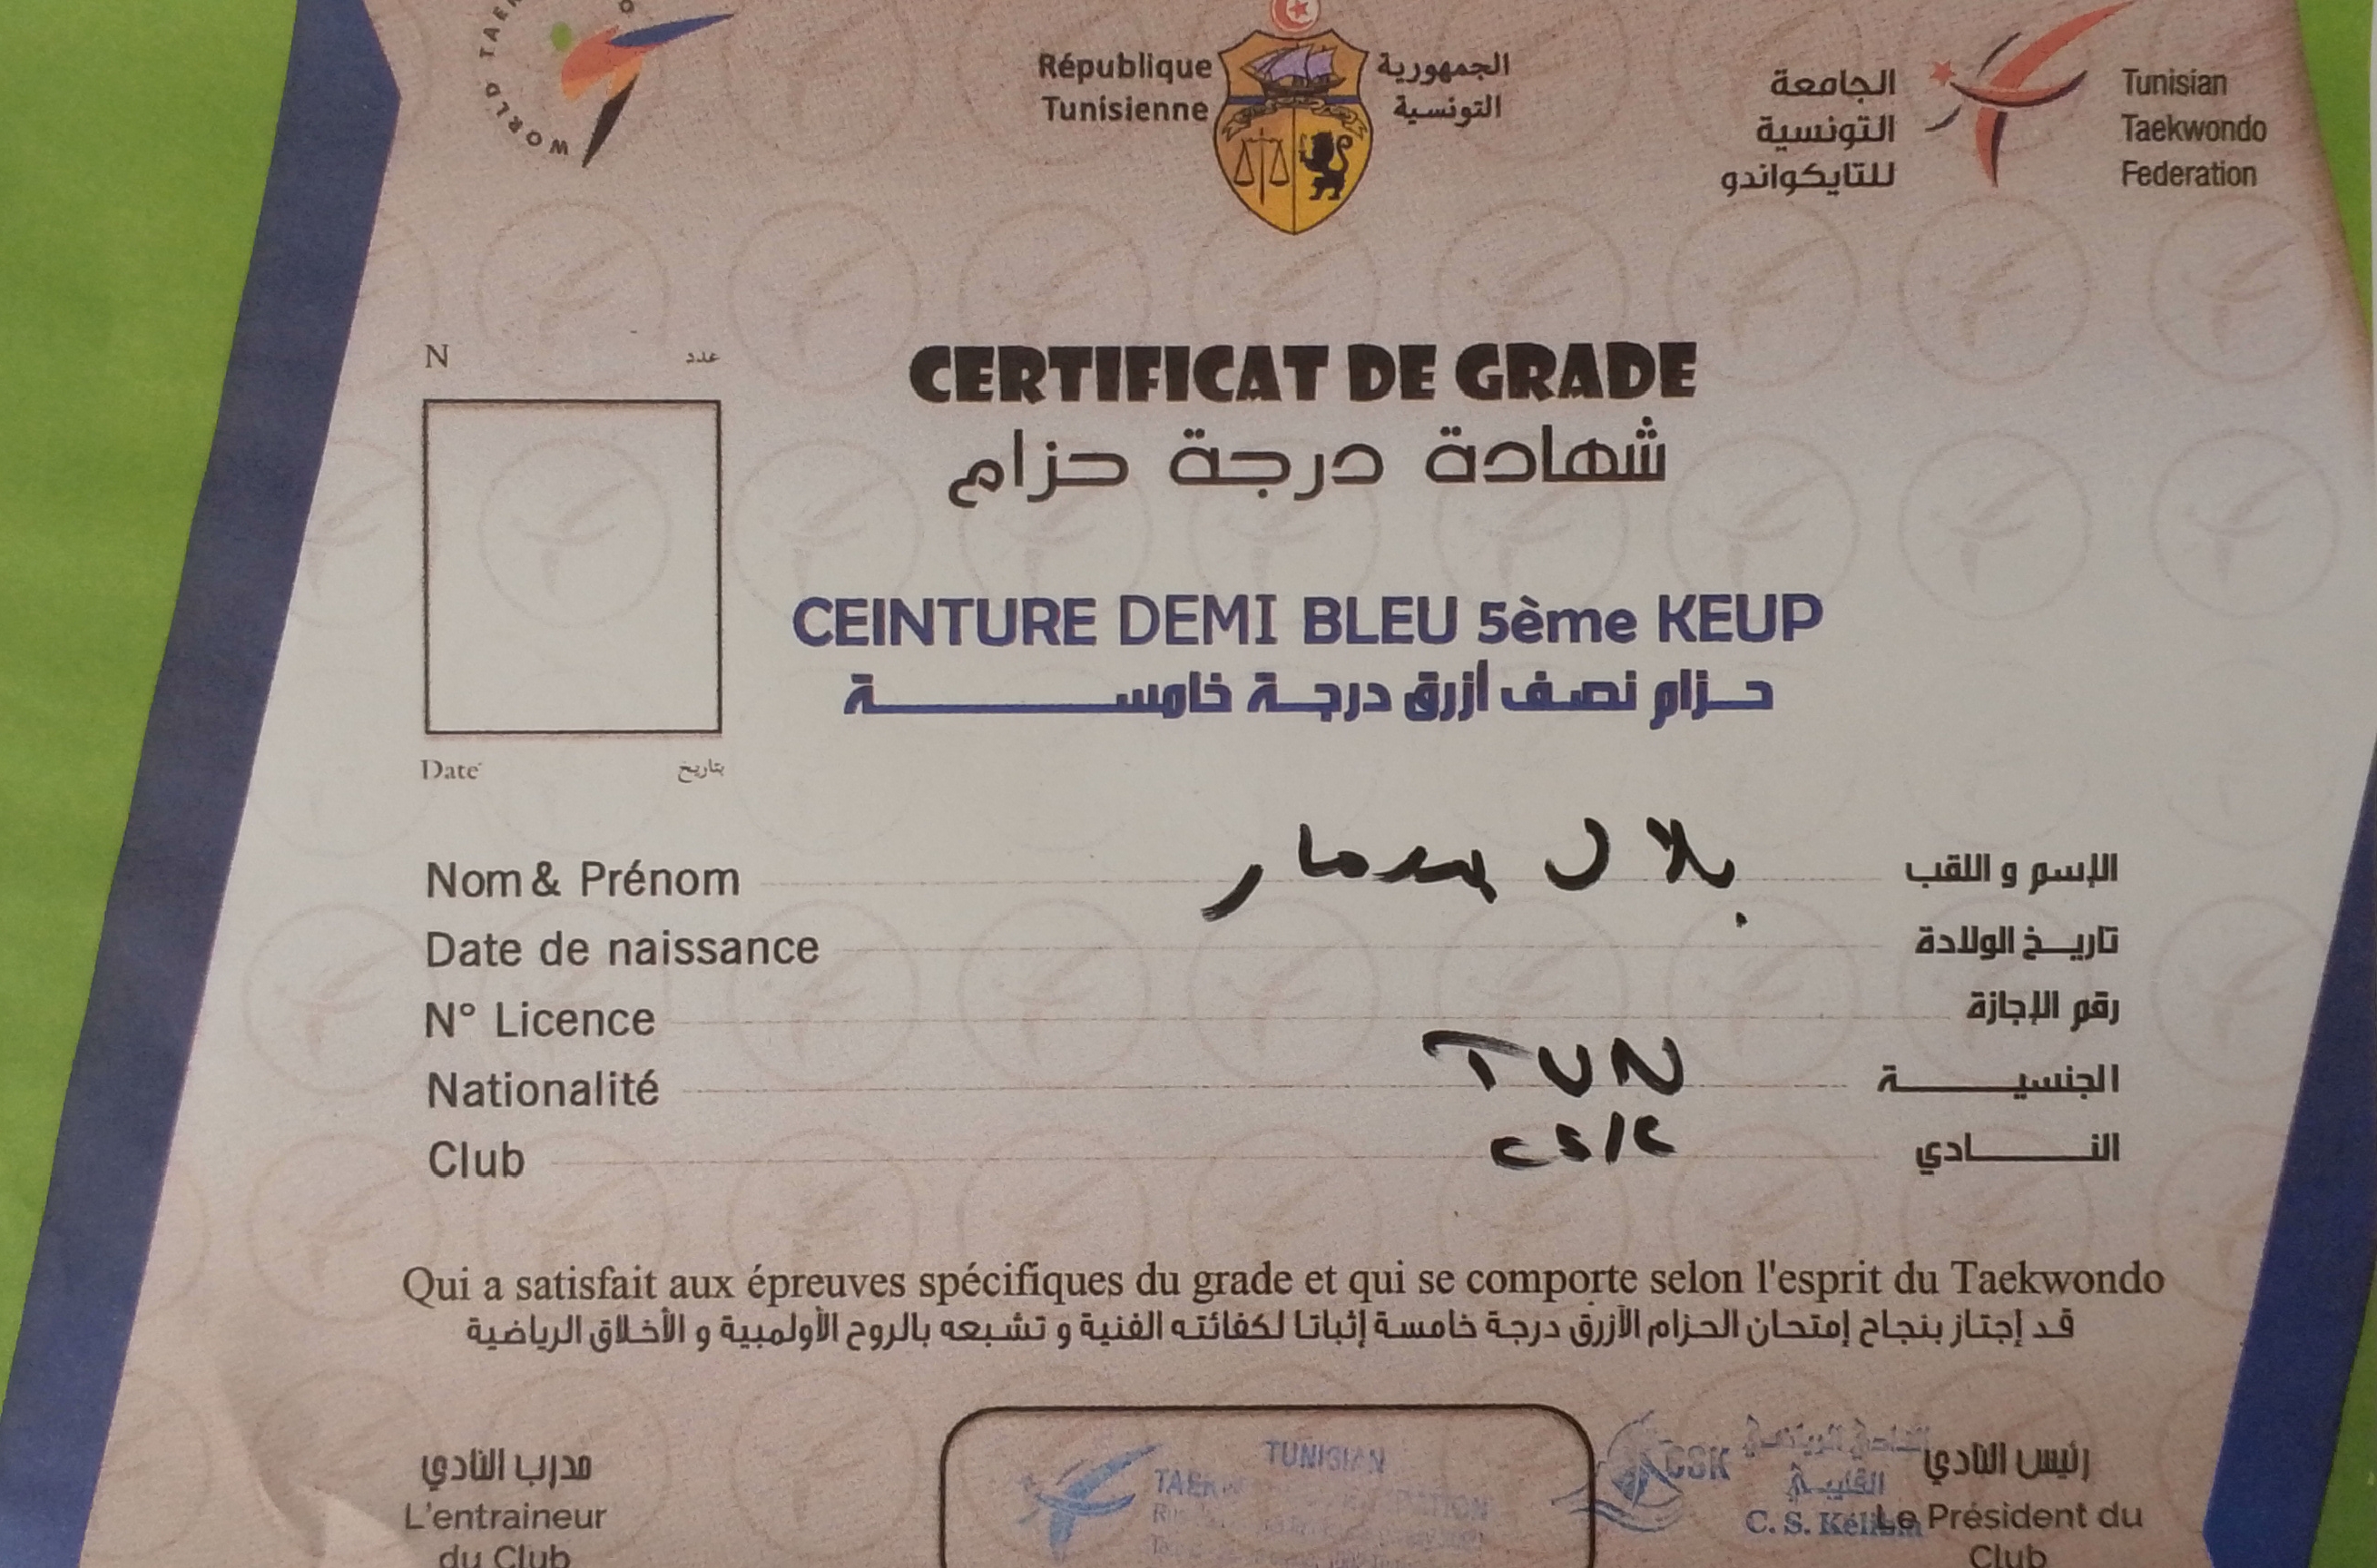 WORLD TAEK
République
Tunisienne
الجمهورية
التونسية
الجامعة
التونسية
للتايكواندو
Tunisian
Taekwondo
Federation
N
عدد
CERTIFICAT DE GRADE
شهادة درجة حزام
CEINTURE DEMI BLEU 5ème KEUP
حزام نصف أزرق درجة خامسة
Date
بتاريخ
Nom & Prénom بلال الإسم و اللقب
Date de naissance تاريخ الولادة
N° Licence رقم الإجازة
Nationalité TUN الجنسية
Club CSK النادي
Qui a satisfait aux épreuves spécifiques du grade et qui se comporte selon l'esprit du Taekwondo
قد إجتاز بنجاح إمتحان الحزام الأزرق درجة خامسة إثباتا لكفائته الفنية و تشبعه بالروح الأولمبية و الأخلاق الرياضية
مدرب النادي
L'entraineur
du Club
TUNISIAN
CSK
C. S. Kélibia
رئيس النادي
Le Président du
Club